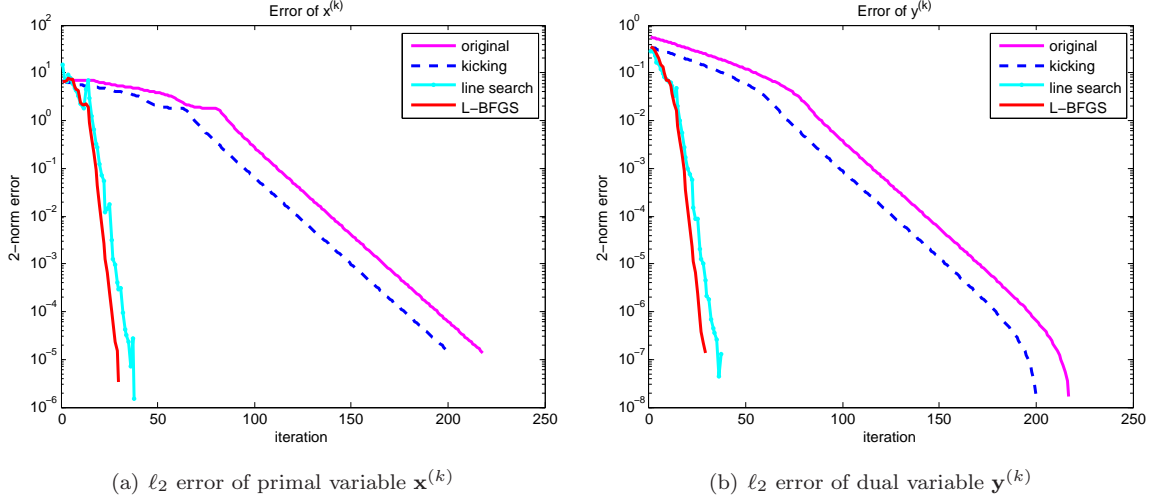 Error of x^(k)
10^2
10^1
10^0
10^−1
10^−2
10^−3
10^−4
10^−5
10^−6
2−norm error
original
kicking
line search
L−BFGS
0 50 100 150 200 250
iteration
(a) ℓ₂ error of primal variable x^(k)
Error of y^(k)
10^0
10^−1
10^−2
10^−3
10^−4
10^−5
10^−6
10^−7
10^−8
2−norm error
original
kicking
line search
L−BFGS
0 50 100 150 200 250
iteration
(b) ℓ₂ error of dual variable y^(k)